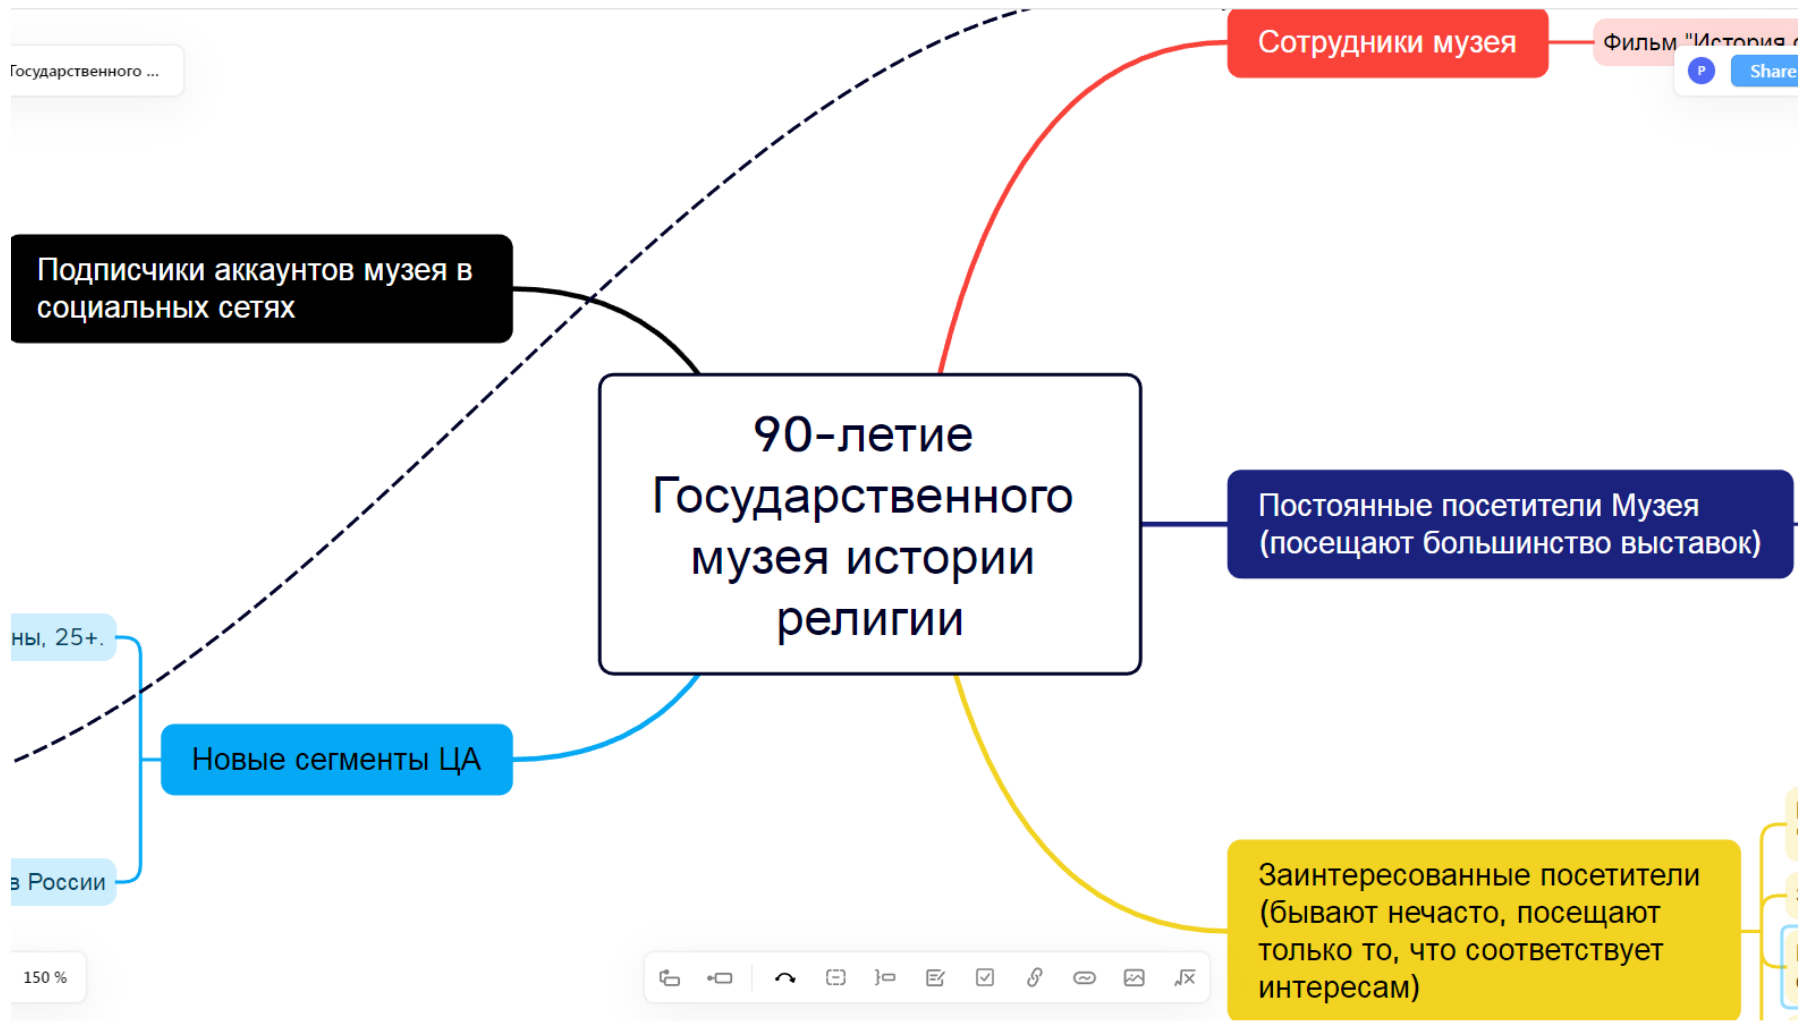 Сотрудники музея
Фильм "История
Государственного ...
P
Share
Подписчики аккаунтов музея в
социальных сетях
90-летие
Государственного
музея истории
религии
Постоянные посетители Музея
(посещают большинство выставок)
25+.
Новые сегменты ЦА
в России
Заинтересованные посетители
(бывают нечасто, посещают
только то, что соответствует
интересам)
150 %